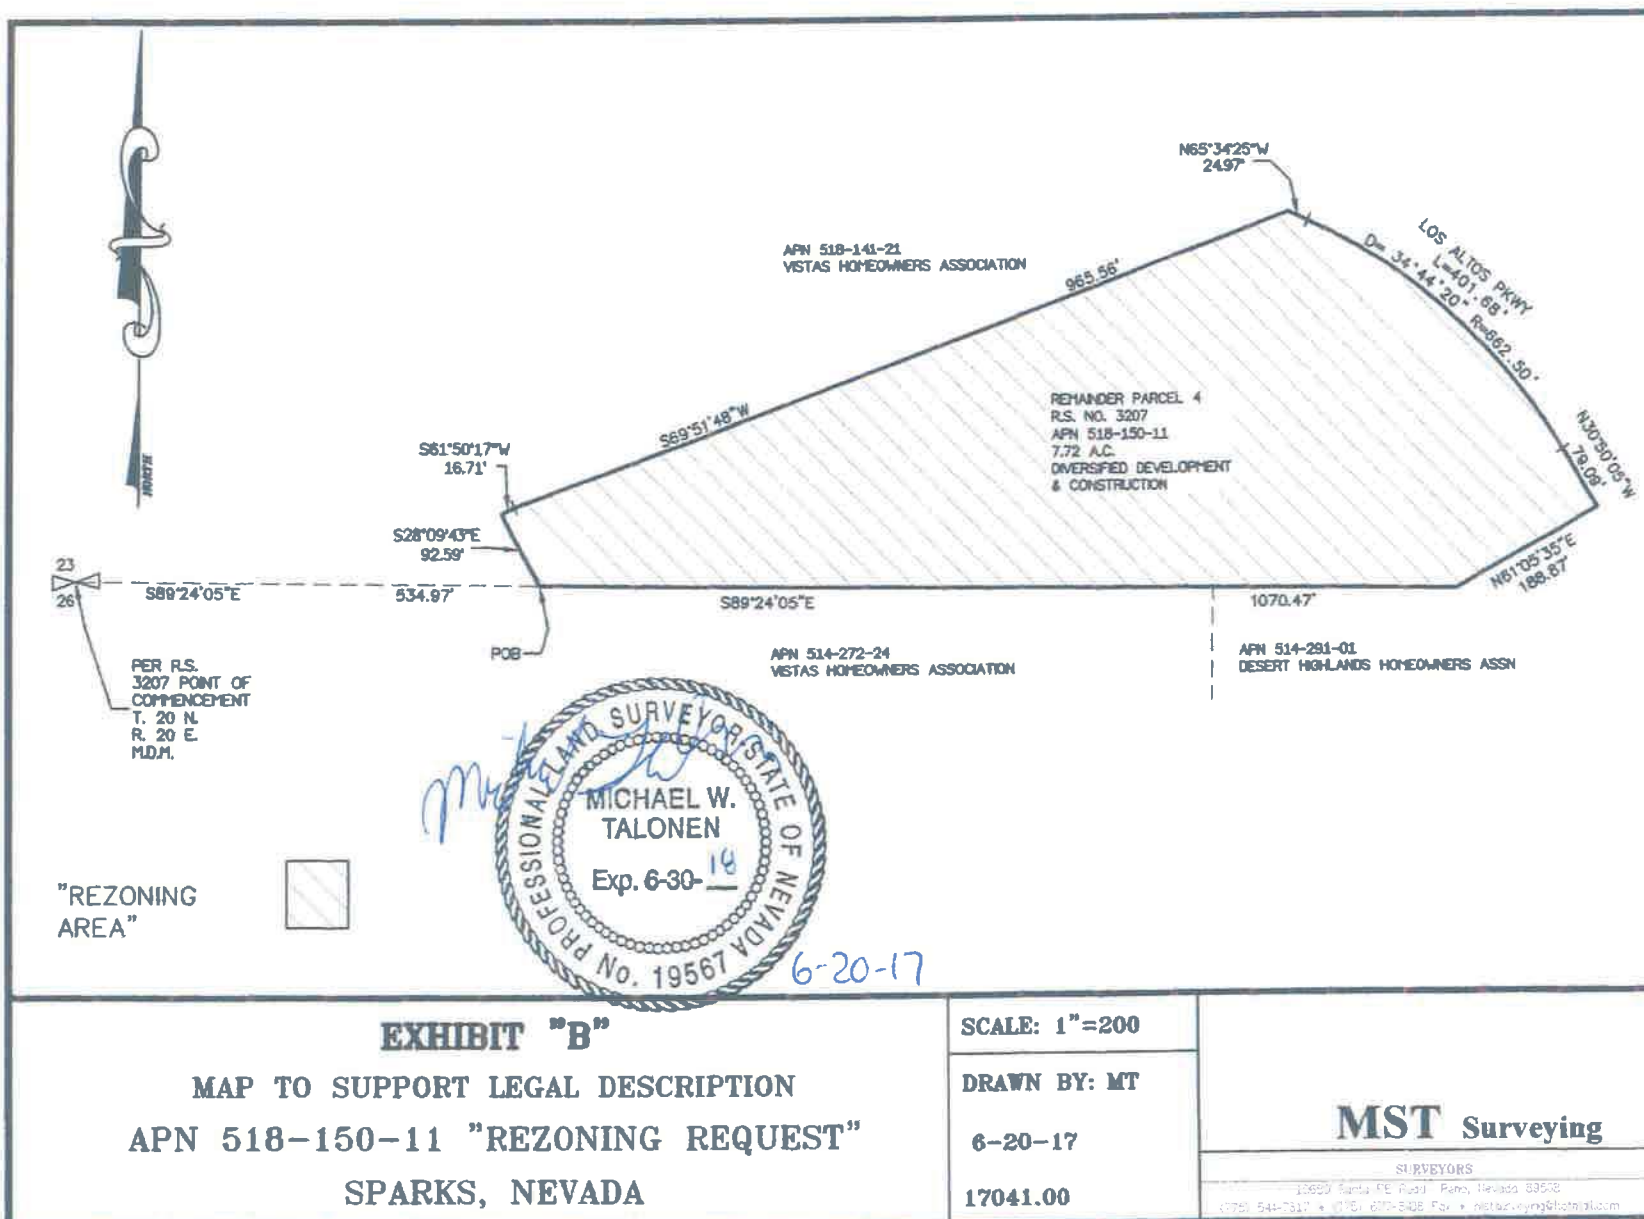 N65°34'25"W
24.97'
LOS ALTOS PKWY
L=401.68'
D= 34°44'20" R=662.50'
APN 518-141-21
VISTAS HOMEOWNERS ASSOCIATION
965.56'
S69°51'48"W
REMAINDER PARCEL 4
R.S. NO. 3207
APN 518-150-11
7.72 A.C.
DIVERSIFIED DEVELOPMENT
& CONSTRUCTION
N30°50'05"W
79.09'
S61°50'17"W
16.71'
NORTH
S28°09'43"E
92.59'
N61°05'35"E
188.87'
23
26
S89°24'05"E
534.97'
S89°24'05"E
1070.47'
POB
APN 514-272-24
VISTAS HOMEOWNERS ASSOCIATION
APN 514-291-01
DESERT HIGHLANDS HOMEOWNERS ASSN
PER R.S.
3207 POINT OF
COMMENCEMENT
T. 20 N.
R. 20 E.
M.D.M.
PROFESSIONAL LAND SURVEYOR-STATE OF NEVADA
MICHAEL W.
TALONEN
Exp. 6-30-18
No. 19567
6-20-17
"REZONING
AREA"
EXHIBIT "B"
MAP TO SUPPORT LEGAL DESCRIPTION
APN 518-150-11 "REZONING REQUEST"
SPARKS, NEVADA
SCALE: 1"=200
DRAWN BY: MT
6-20-17
17041.00
MST Surveying
SURVEYORS
Reno, Nevada